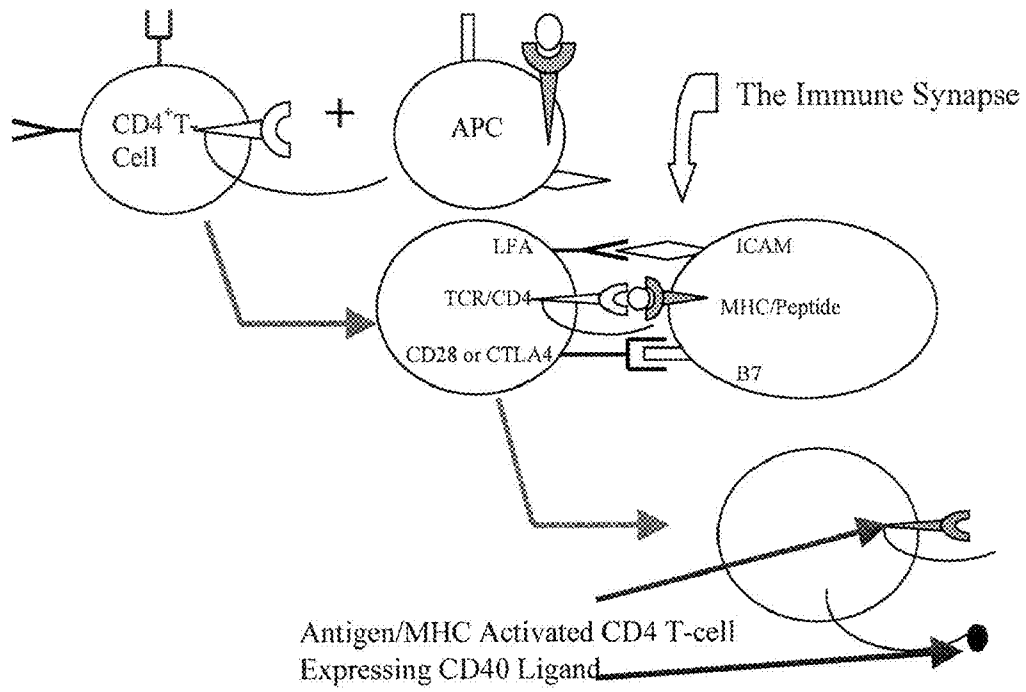 CD4+T
Cell
+
APC
The Immune Synapse
LFA
ICAM
TCR/CD4
MHC/Peptide
CD28 or CTLA4
B7
Antigen/MHC Activated CD4 T-cell
Expressing CD40 Ligand